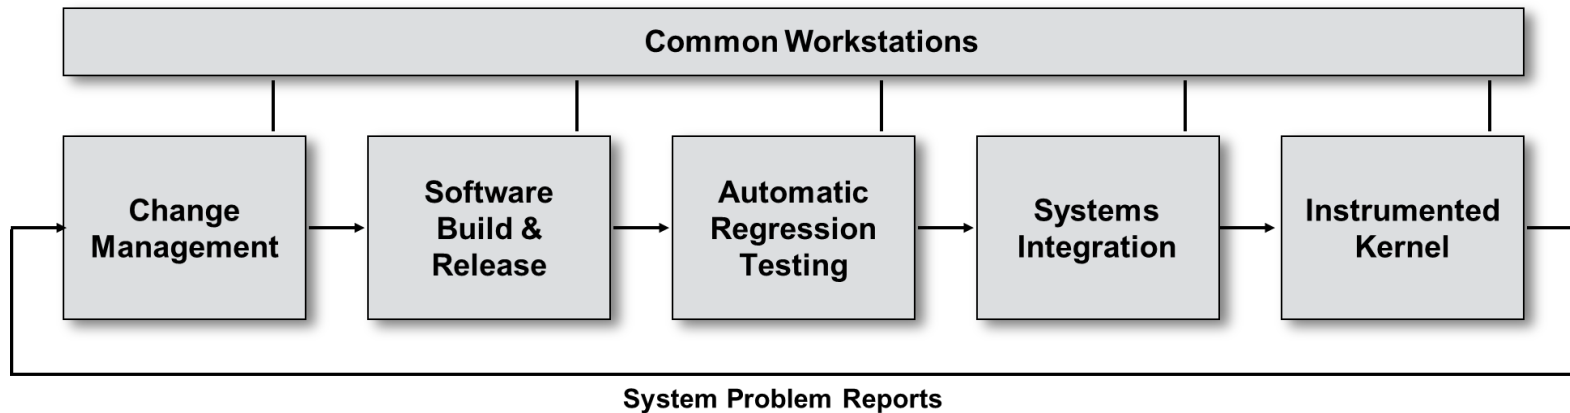 Common Workstations
Change
Management
Software
Build &
Release
Automatic
Regression
Testing
Systems
Integration
Instrumented
Kernel
System Problem Reports